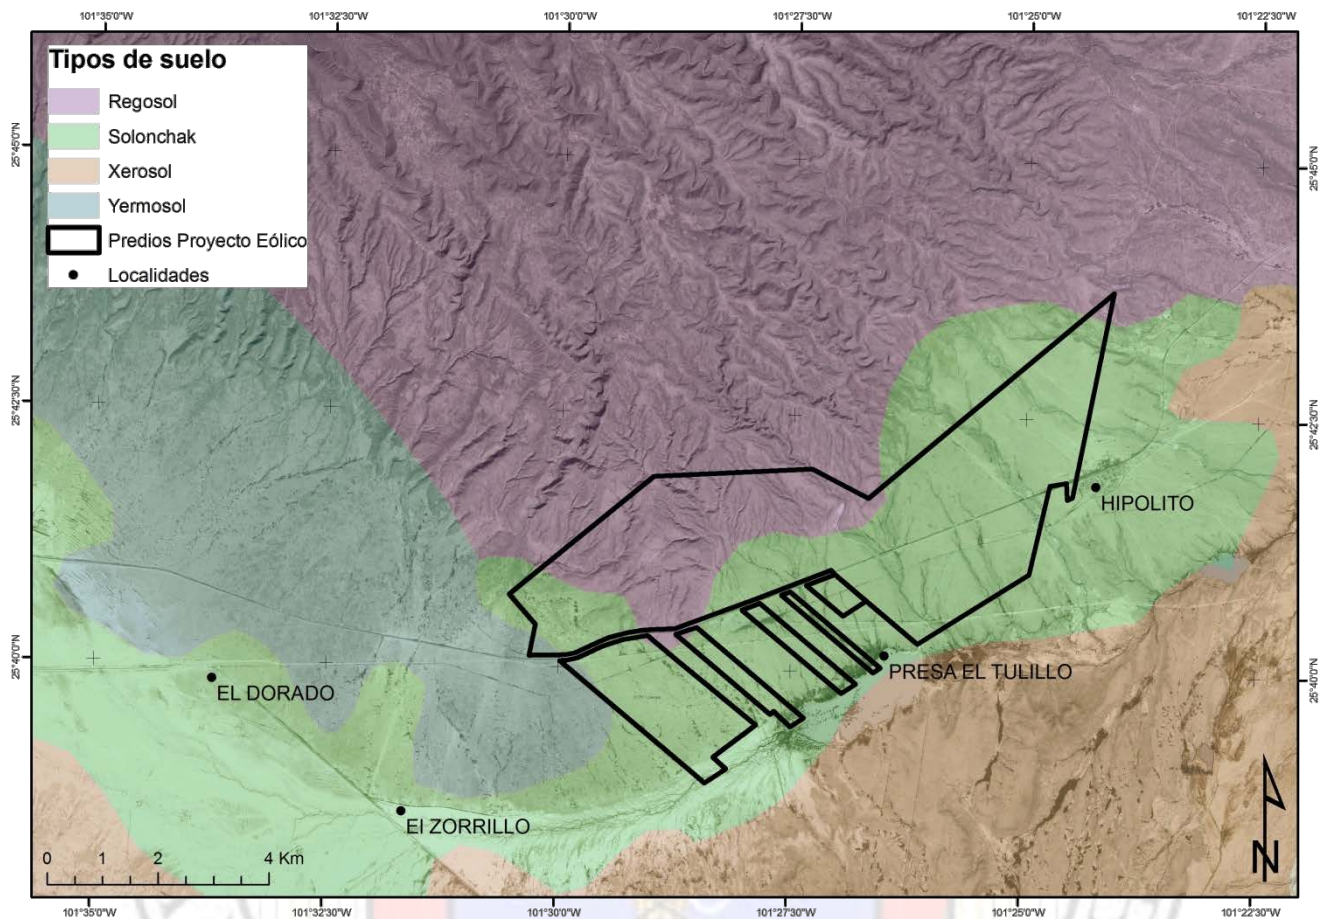 101°35'0"W 101°32'30"W 101°30'0"W 101°27'30"W 101°25'0"W 101°22'30"W
Tipos de suelo
Regosol
Solonchak
Xerosol
Yermosol
Predios Proyecto Eólico
Localidades
25°45'0"N
25°45'0"N
25°42'30"N
25°42'30"N
HIPOLITO
25°40'0"N
25°40'0"N
PRESA EL TULILLO
EL DORADO
El ZORRILLO
0 1 2 4 Km
N
101°35'0"W 101°32'30"W 101°30'0"W 101°27'30"W 101°25'0"W 101°22'30"W